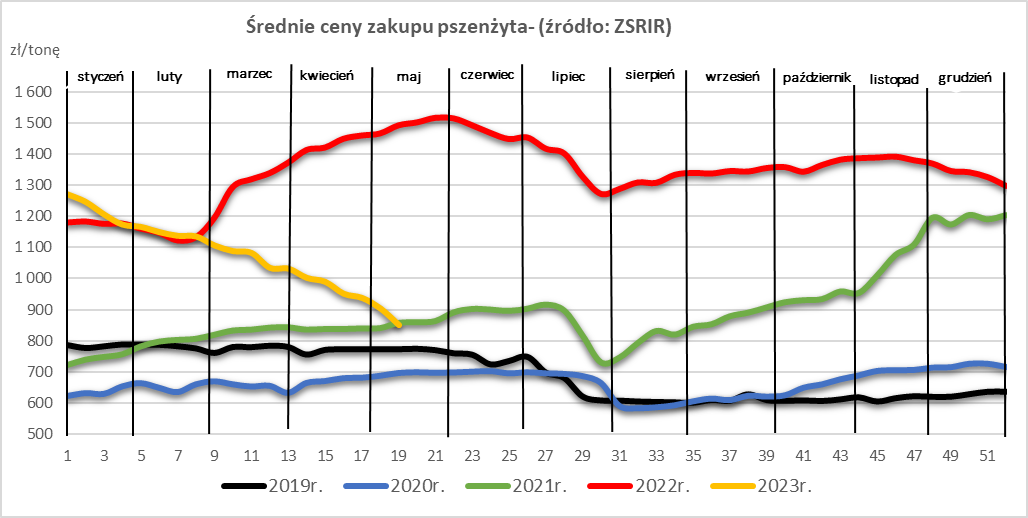 Średnie ceny zakupu pszenżyta- (źródło: ZSRIR)
zł/tonę
styczeń luty marzec kwiecień maj czerwiec lipiec sierpień wrzesień październik listopad grudzień
1 600
1 500
1 400
1 300
1 200
1 100
1 000
900
800
700
600
500
1 3 5 7 9 11 13 15 17 19 21 23 25 27 29 31 33 35 37 39 41 43 45 47 49 51
2019r. 2020r. 2021r. 2022r. 2023r.